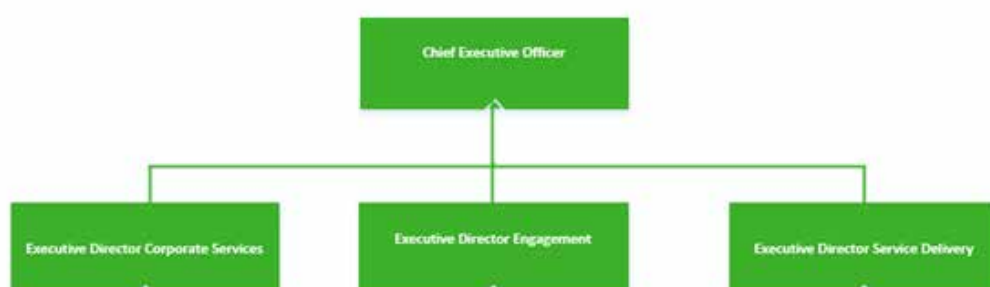 Chief Executive Officer
Executive Director Corporate Services
Executive Director Engagement
Executive Director Service Delivery